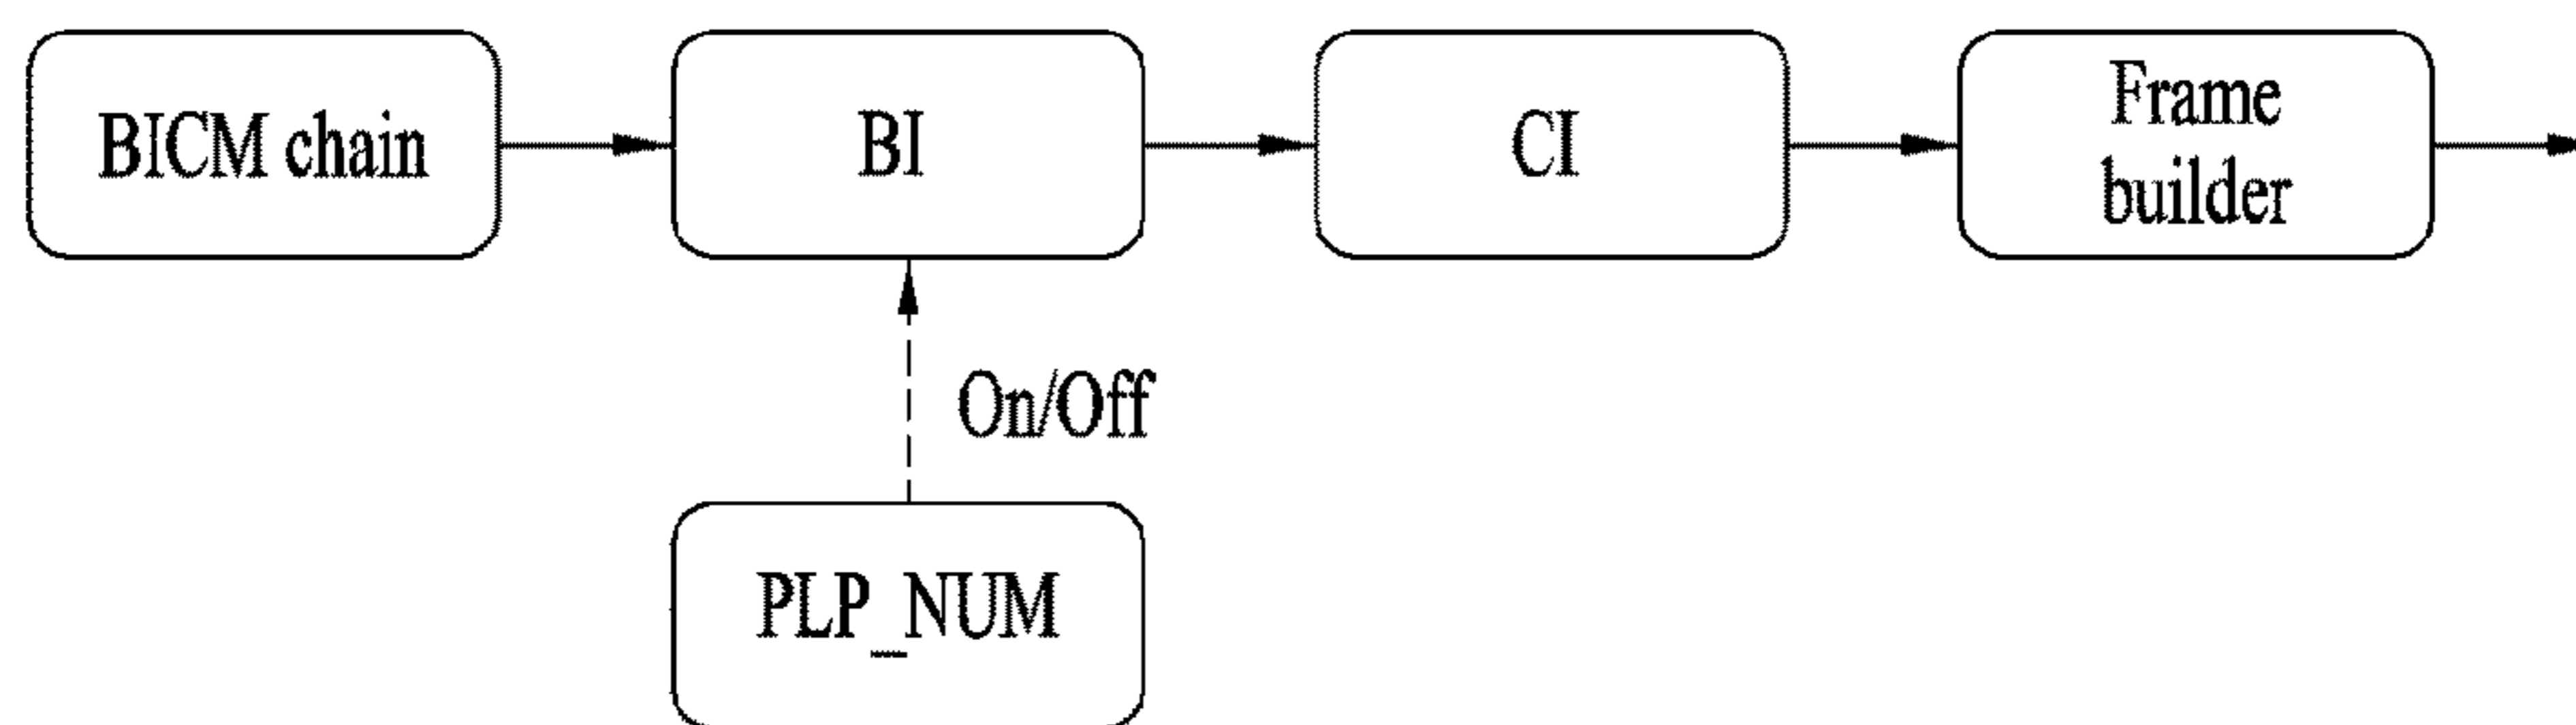 BICM chain
BI
CI
Frame
builder
On/Off
PLP_NUM